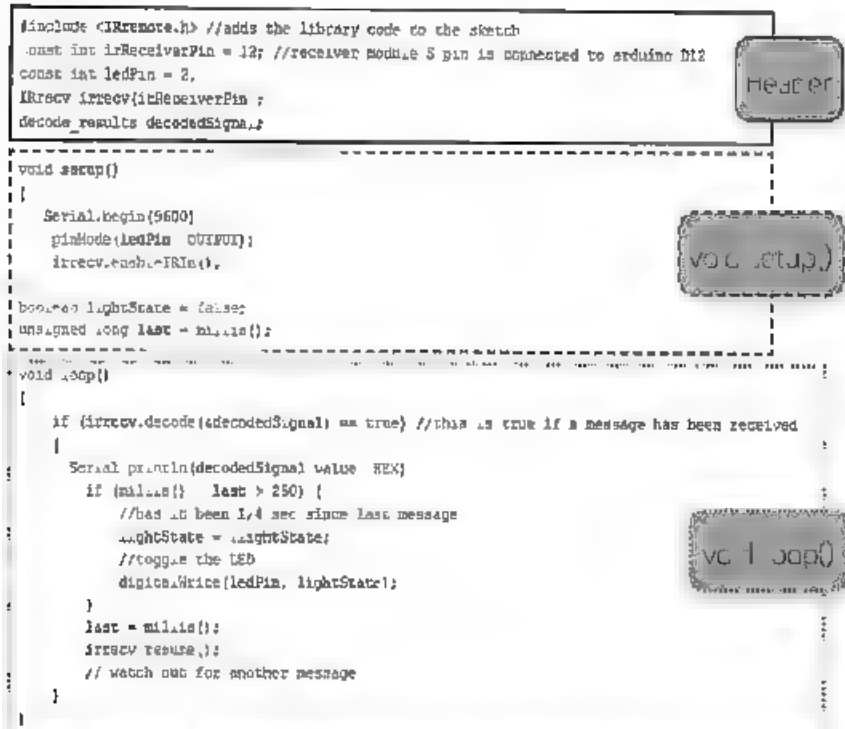 #include <IRremote.h> //adds the library code to the sketch
const int irReceiverPin = 12; //receiver module S pin is connected to arduino D12
const int ledPin = 2,
IRrecv irrecv(irReceiverPin ;
decode_results decodedSignal;
Header
void setup()
{
Serial.begin(9600)
pinMode(ledPin OUTPUT);
irrecv.enableIRIn(),
void setup()
boolean lightState = false;
unsigned long last = millis();
void loop()
{
if (irrecv.decode(&decodedSignal) == true) //this is true if a message has been received
{
Serial println(decodedSignal value HEX)
if (millis() last > 250) {
//has it been 1/4 sec since last message
lightState = !lightState;
//toggle the LED
void loop()
digitalWrite(ledPin, lightState);
}
last = millis();
irrecv resume();
// watch out for another message
}
}